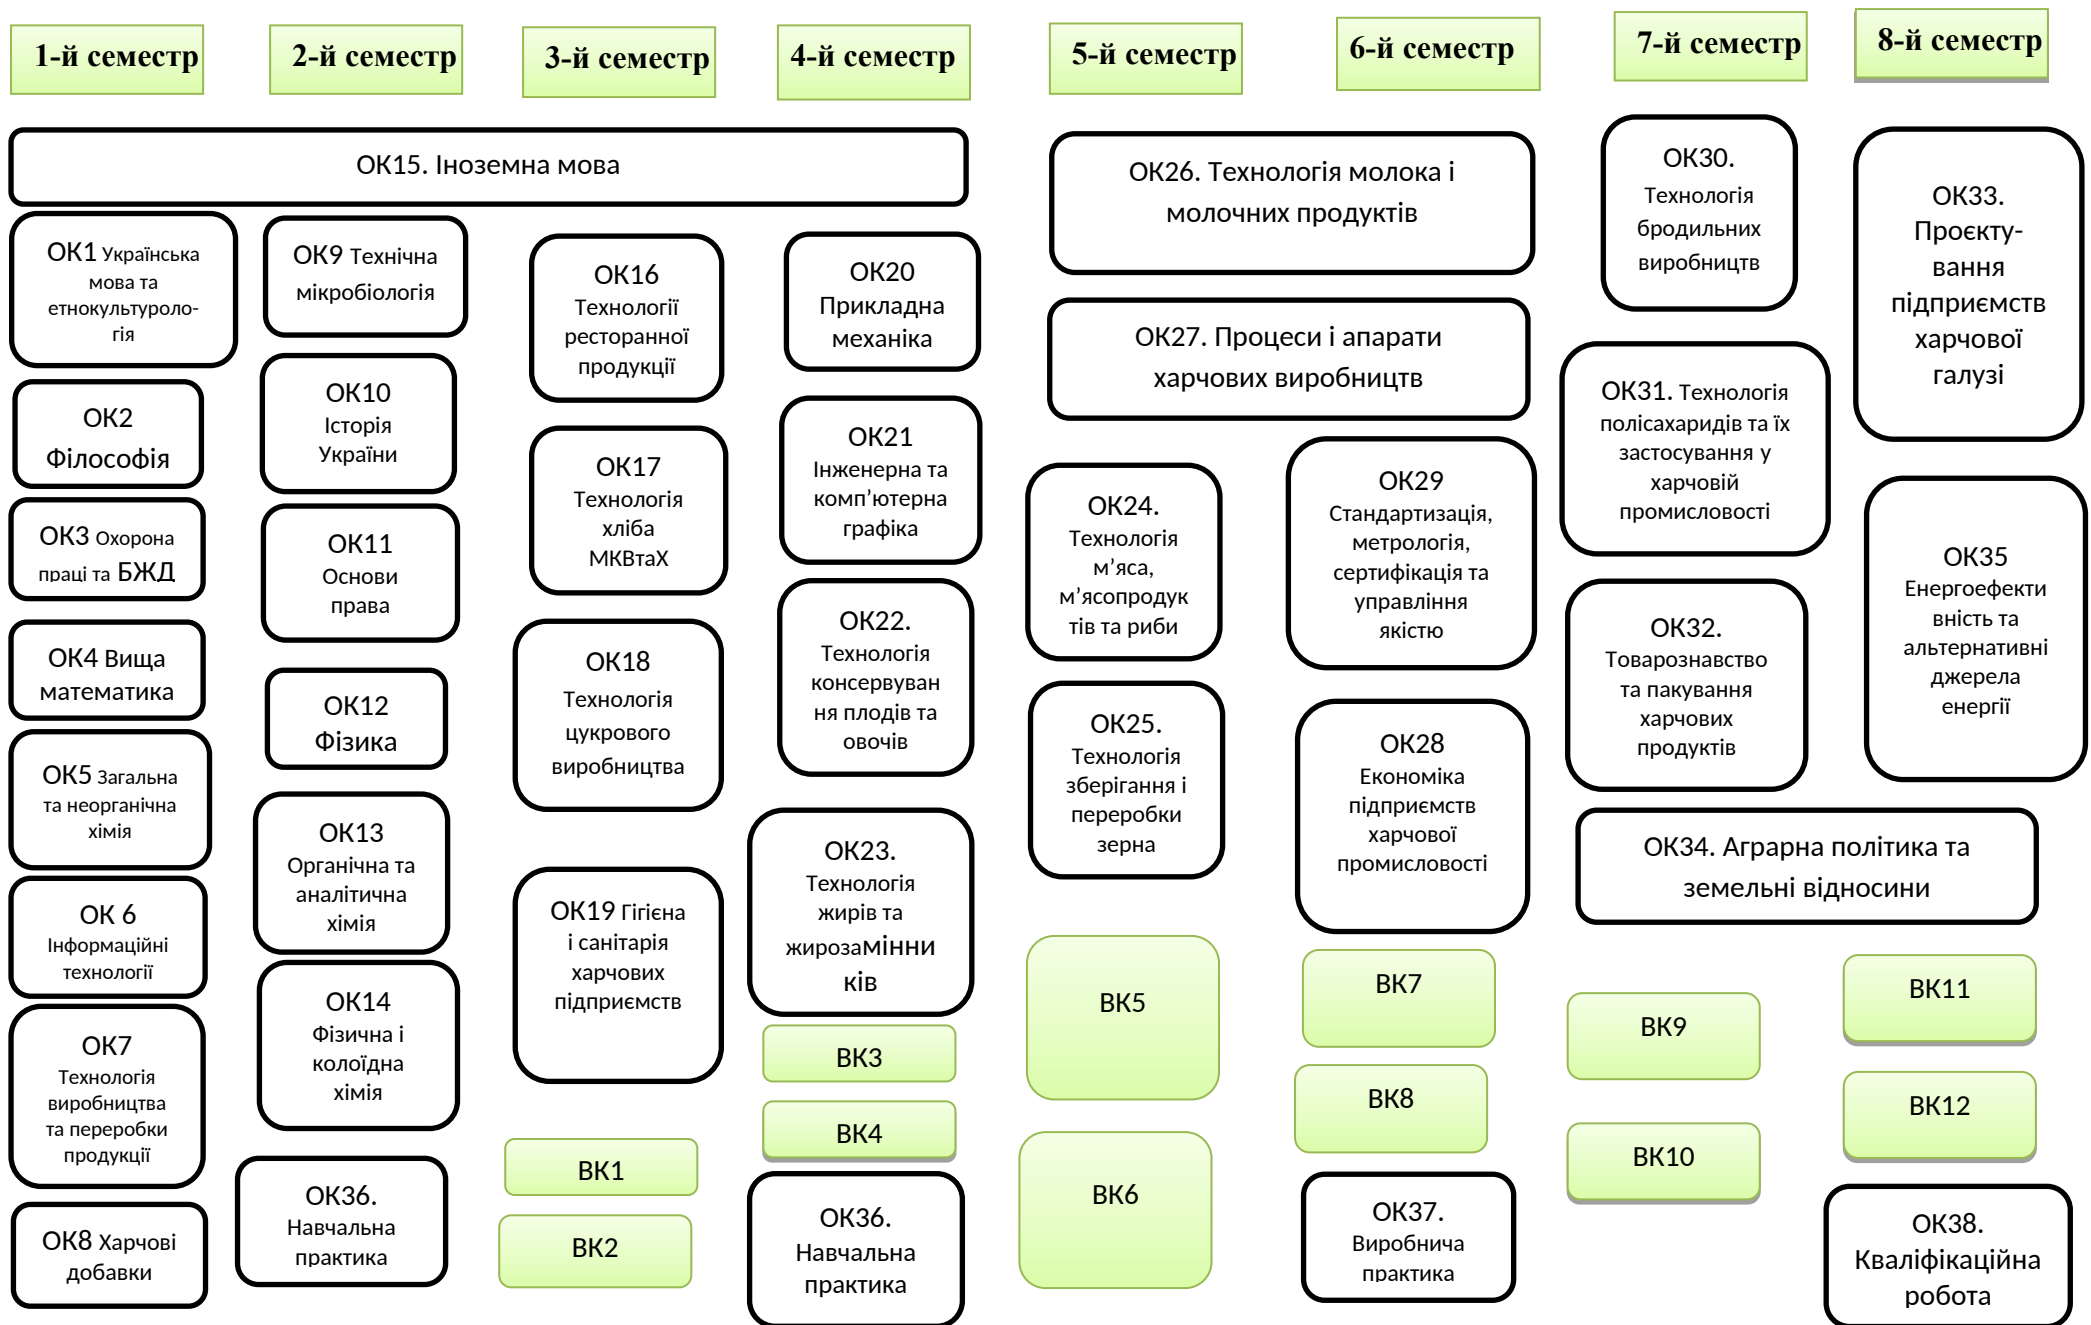 1-й семестр
2-й семестр
3-й семестр
4-й семестр
5-й семестр
6-й семестр
7-й семестр
8-й семестр
ОК15. Іноземна мова
ОК1 Українська
мова та
етнокультуроло-
гія
ОК2
Філософія
ОК3 Охорона
праці та БЖД
ОК4 Вища
математика
ОК5 Загальна
та неорганічна
хімія
ОК 6
Інформаційні
технології
ОК7
Технологія
виробництва
та переробки
продукції
ОК8 Харчові
добавки
ОК9 Технічна
мікробіологія
ОК10
Історія
України
ОК11
Основи
права
ОК12
Фізика
ОК13
Органічна та
аналітична
хімія
ОК14
Фізична і
колоїдна
хімія
ОК36.
Навчальна
практика
ОК16
Технології
ресторанної
продукції
ОК17
Технологія
хліба
МКВтаХ
ОК18
Технологія
цукрового
виробництва
ОК19 Гігієна
і санітарія
харчових
підприємств
ВК1
ВК2
ОК20
Прикладна
механіка
ОК21
Інженерна та
комп’ютерна
графіка
ОК22.
Технологія
консервуван
ня плодів та
овочів
ОК23.
Технологія
жирів та
жирозамінни
ків
ВК3
ВК4
ОК36.
Навчальна
практика
ОК26. Технологія молока і
молочних продуктів
ОК27. Процеси і апарати
харчових виробництв
ОК24.
Технологія
м’яса,
м’ясопродук
тів та риби
ОК25.
Технологія
зберігання і
переробки
зерна
ВК5
ВК6
ОК29
Стандартизація,
метрологія,
сертифікація та
управління
якістю
ОК28
Економіка
підприємств
харчової
промисловості
ВК7
ВК8
ОК37.
Виробнича
практика
ОК30.
Технологія
бродильних
виробництв
ОК31. Технологія
полісахаридів та їх
застосування у
харчовій
промисловості
ОК32.
Товарознавство
та пакування
харчових
продуктів
ОК34. Аграрна політика та
земельні відносини
ВК9
ВК10
ОК33.
Проєкту-
вання
підприємств
харчової
галузі
ОК35
Енергоефекти
вність та
альтернативні
джерела
енергії
ВК11
ВК12
ОК38.
Кваліфікаційна
робота